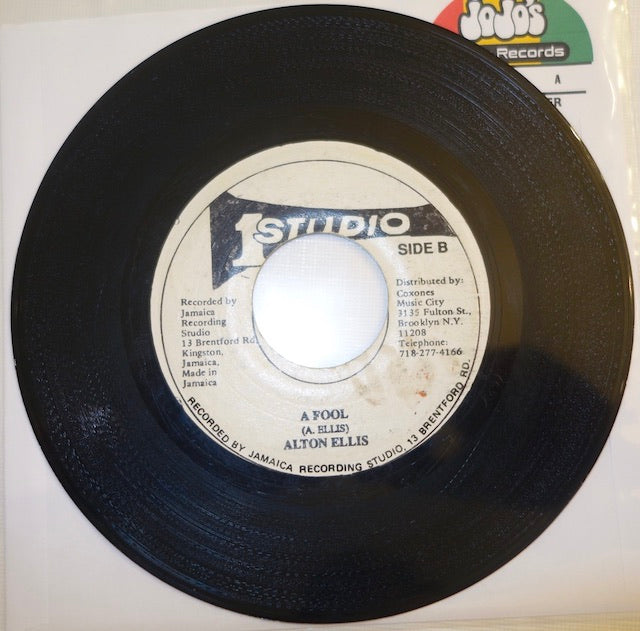 JoJo's
Records
A
ER
1 STUDIO
SIDE B
Recorded by
Jamaica
Recording
Studio
13 Brentford Rd.
Kingston,
Jamaica,
Made in
Jamaica
Distributed by:
Coxones
Music City
3135 Fulton St.,
Brooklyn N.Y.
11208
Telephone:
718-277-4166
A FOOL
(A. ELLIS)
ALTON ELLIS
RECORDED BY JAMAICA RECORDING STUDIO, 13 BRENTFORD RD.